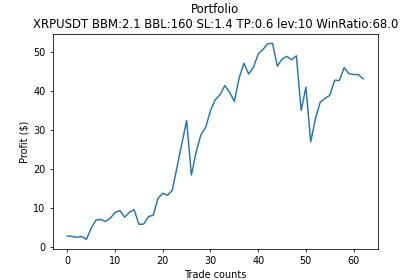 Portfolio
XRPUSDT BBM:2.1 BBL:160 SL:1.4 TP:0.6 lev:10 WinRatio:68.0
50
40
30
20
10
0
Profit ($)
0 10 20 30 40 50 60
Trade counts